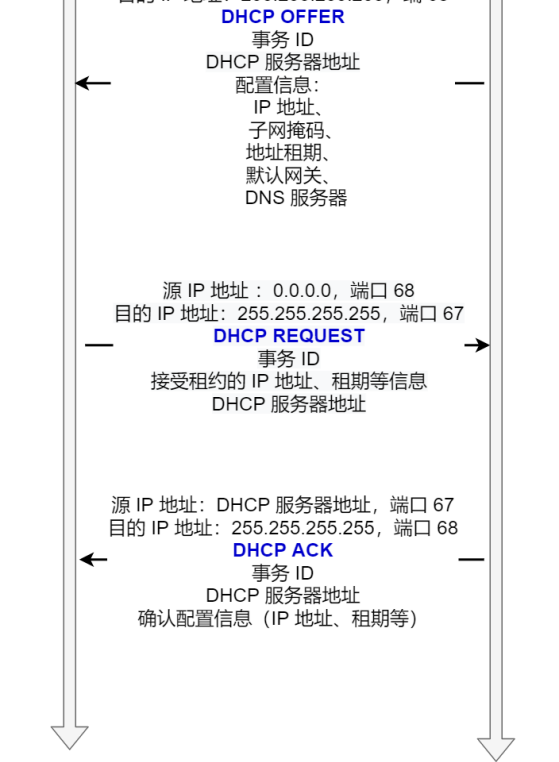 DHCP OFFER
事务 ID
DHCP 服务器地址
配置信息：
IP 地址、
子网掩码、
地址租期、
默认网关、
DNS 服务器
源 IP 地址 ：0.0.0.0，端口 68
目的 IP 地址：255.255.255.255，端口 67
DHCP REQUEST
事务 ID
接受租约的 IP 地址、租期等信息
DHCP 服务器地址
源 IP 地址：DHCP 服务器地址，端口 67
目的 IP 地址：255.255.255.255，端口 68
DHCP ACK
事务 ID
DHCP 服务器地址
确认配置信息（IP 地址、租期等）